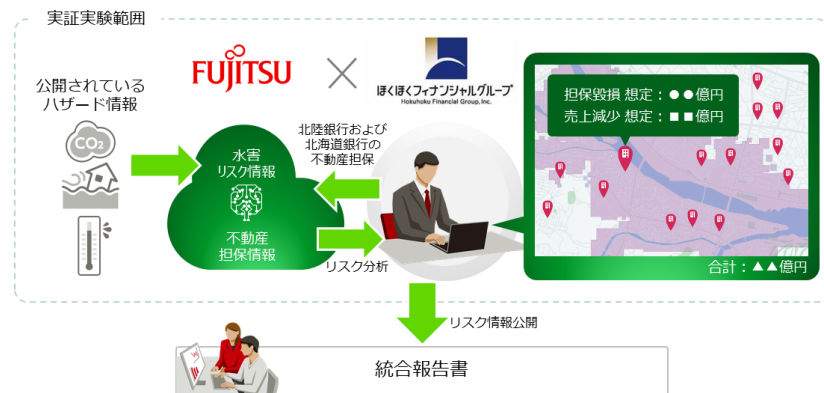 実証実験範囲
FUJITSU
ほくほくフィナンシャルグループ
Hokuhoku Financial Group, Inc.
公開されている
ハザード情報
CO2
水害
リスク情報
不動産
担保情報
北陸銀行および
北海道銀行の
不動産担保
リスク分析
担保毀損 想定：●●億円
売上減少 想定：■■億円
合計：▲▲億円
リスク情報公開
統合報告書